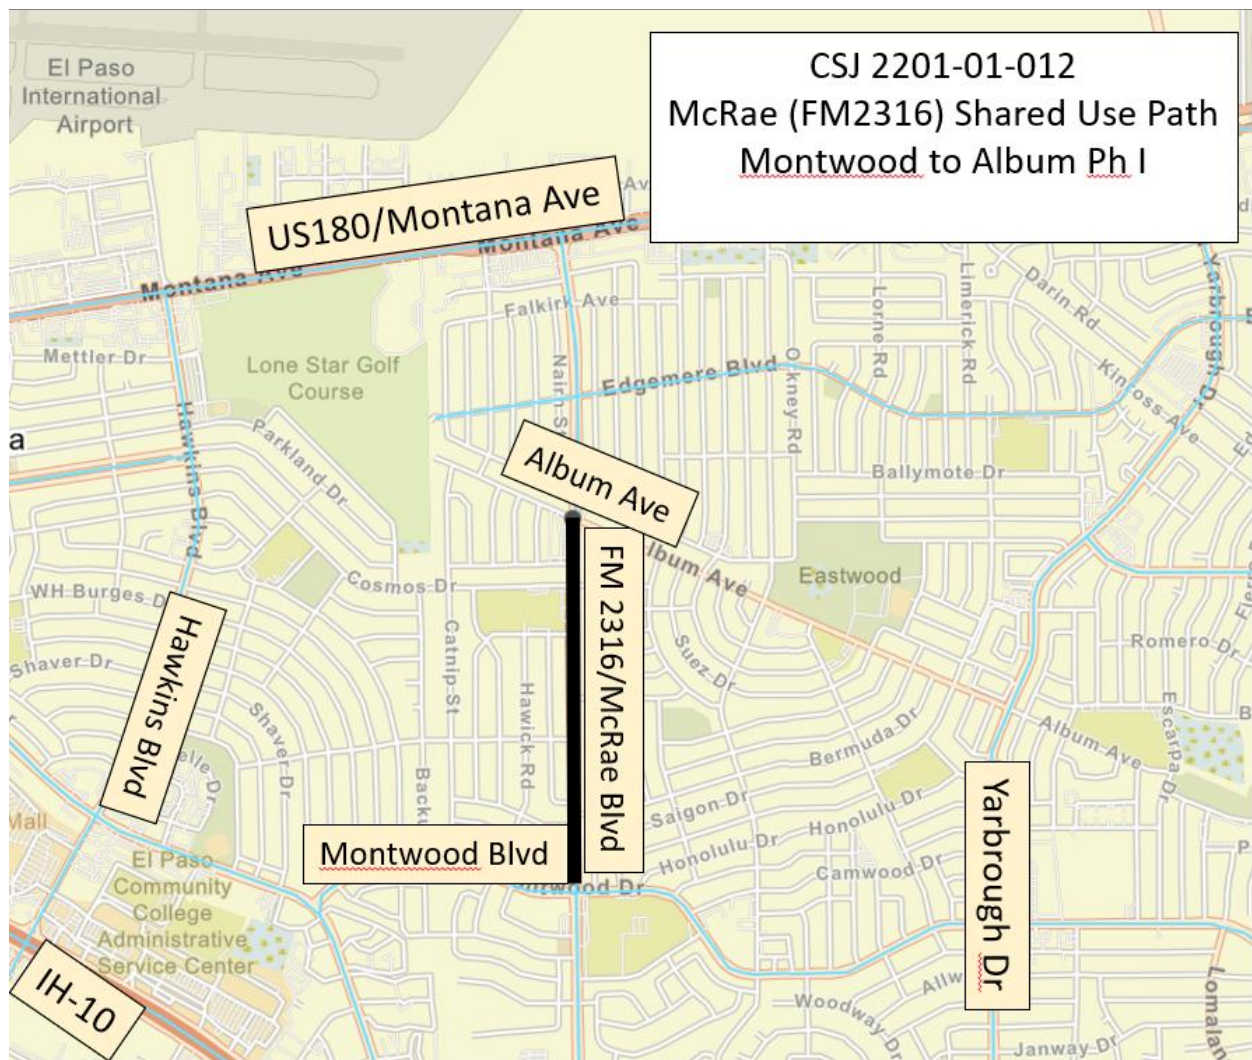 El Paso
International
Airport
CSJ 2201-01-012
McRae (FM2316) Shared Use Path
Montwood to Album Ph I
US180/Montana Ave
Montana Ave
Montana Ave
Falkirk Ave
Mettler Dr
Lone Star Golf
Course
Nairn St
Edgemere Blvd
Lorne Rd
Limerick Rd
Darin Rd
Yarbrough Dr
Kinross Ave
Hawkins Blvd
Parkland Dr
Album Ave
Ballymote Dr
Album Ave
Eastwood
Cosmos Dr
WH Burges D
Hawkins Blvd
FM 2316/McRae Blvd
Catnip St
Suez Dr
Romero Dr
Shaver Dr
Shaver Dr
Hawick Rd
Bermuda Dr
Album Ave
Escarpa Dr
Saigon Dr
Honolulu Dr
Yarbrough Dr
Mall
Montwood Blvd
Honolulu Dr
Camwood Dr
El Paso
Community
College
Administrative
Service Center
IH-10
Woodway Dr
Janway Dr